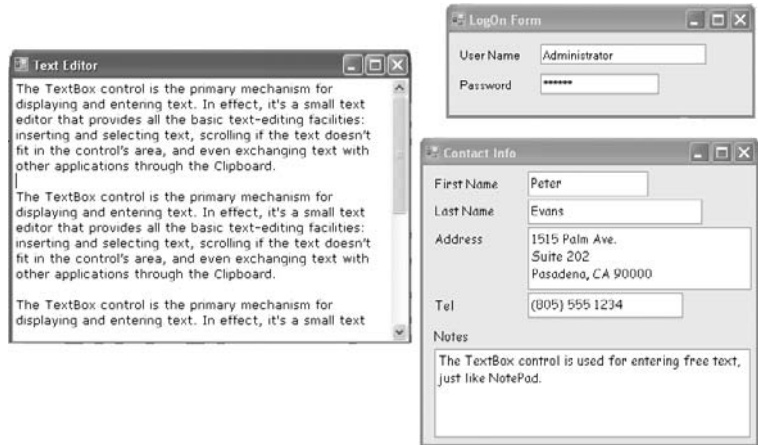 Text Editor
The TextBox control is the primary mechanism for
displaying and entering text. In effect, it's a small text
editor that provides all the basic text-editing facilities:
inserting and selecting text, scrolling if the text doesn't
fit in the control's area, and even exchanging text with
other applications through the Clipboard.
The TextBox control is the primary mechanism for
displaying and entering text. In effect, it's a small text
editor that provides all the basic text-editing facilities:
inserting and selecting text, scrolling if the text doesn't
fit in the control's area, and even exchanging text with
other applications through the Clipboard.
The TextBox control is the primary mechanism for
displaying and entering text. In effect, it's a small text
LogOn Form
User Name Administrator
Password ******
Contact Info
First Name Peter
Last Name Evans
Address 1515 Palm Ave.
Suite 202
Pasadena, CA 90000
Tel (805) 555 1234
Notes
The TextBox control is used for entering free text,
just like NotePad.